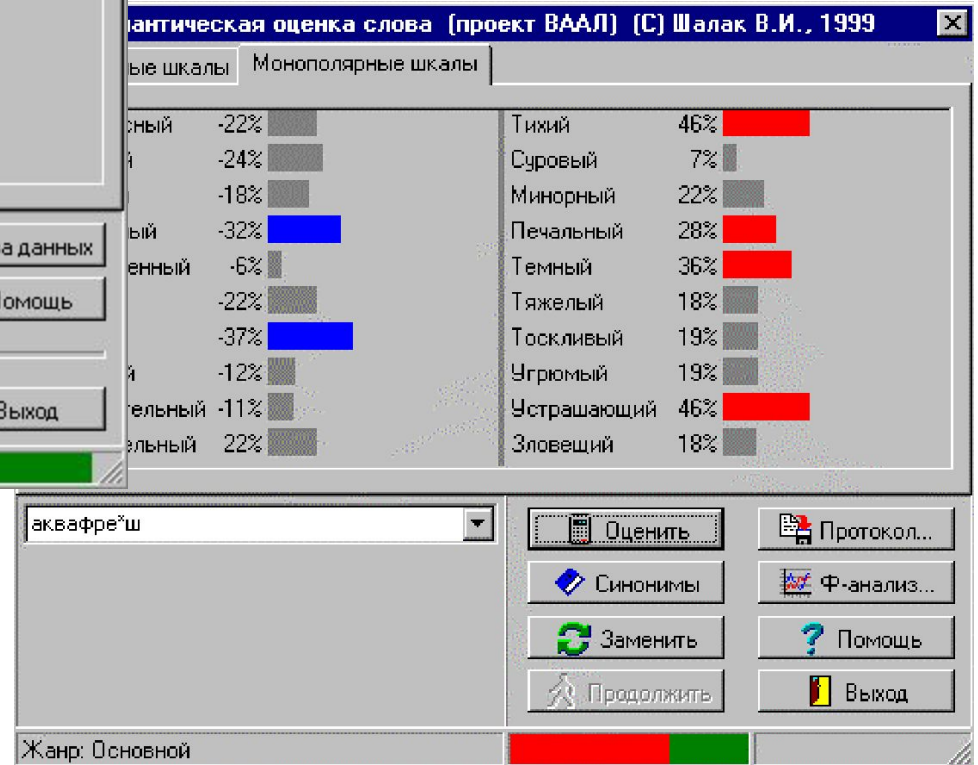 антическая оценка слова (проект ВААЛ) (C) Шалак В.И., 1999
ые шкалы Монополярные шкалы
сный -22%
й -24%
-18%
ый -32%
енный -6%
-22%
-37%
й -12%
тельный -11%
ельный 22%
Тихий 46%
Суровый 7%
Минорный 22%
Печальный 28%
Темный 36%
Тяжелый 18%
Тоскливый 19%
Угрюмый 19%
Устрашающий 46%
Зловещий 18%
а данных
Помощь
Выход
аквафре*ш
Оценить
Протокол...
Синонимы
Ф-анализ...
Заменить
Помощь
Продолжить
Выход
Жанр: Основной